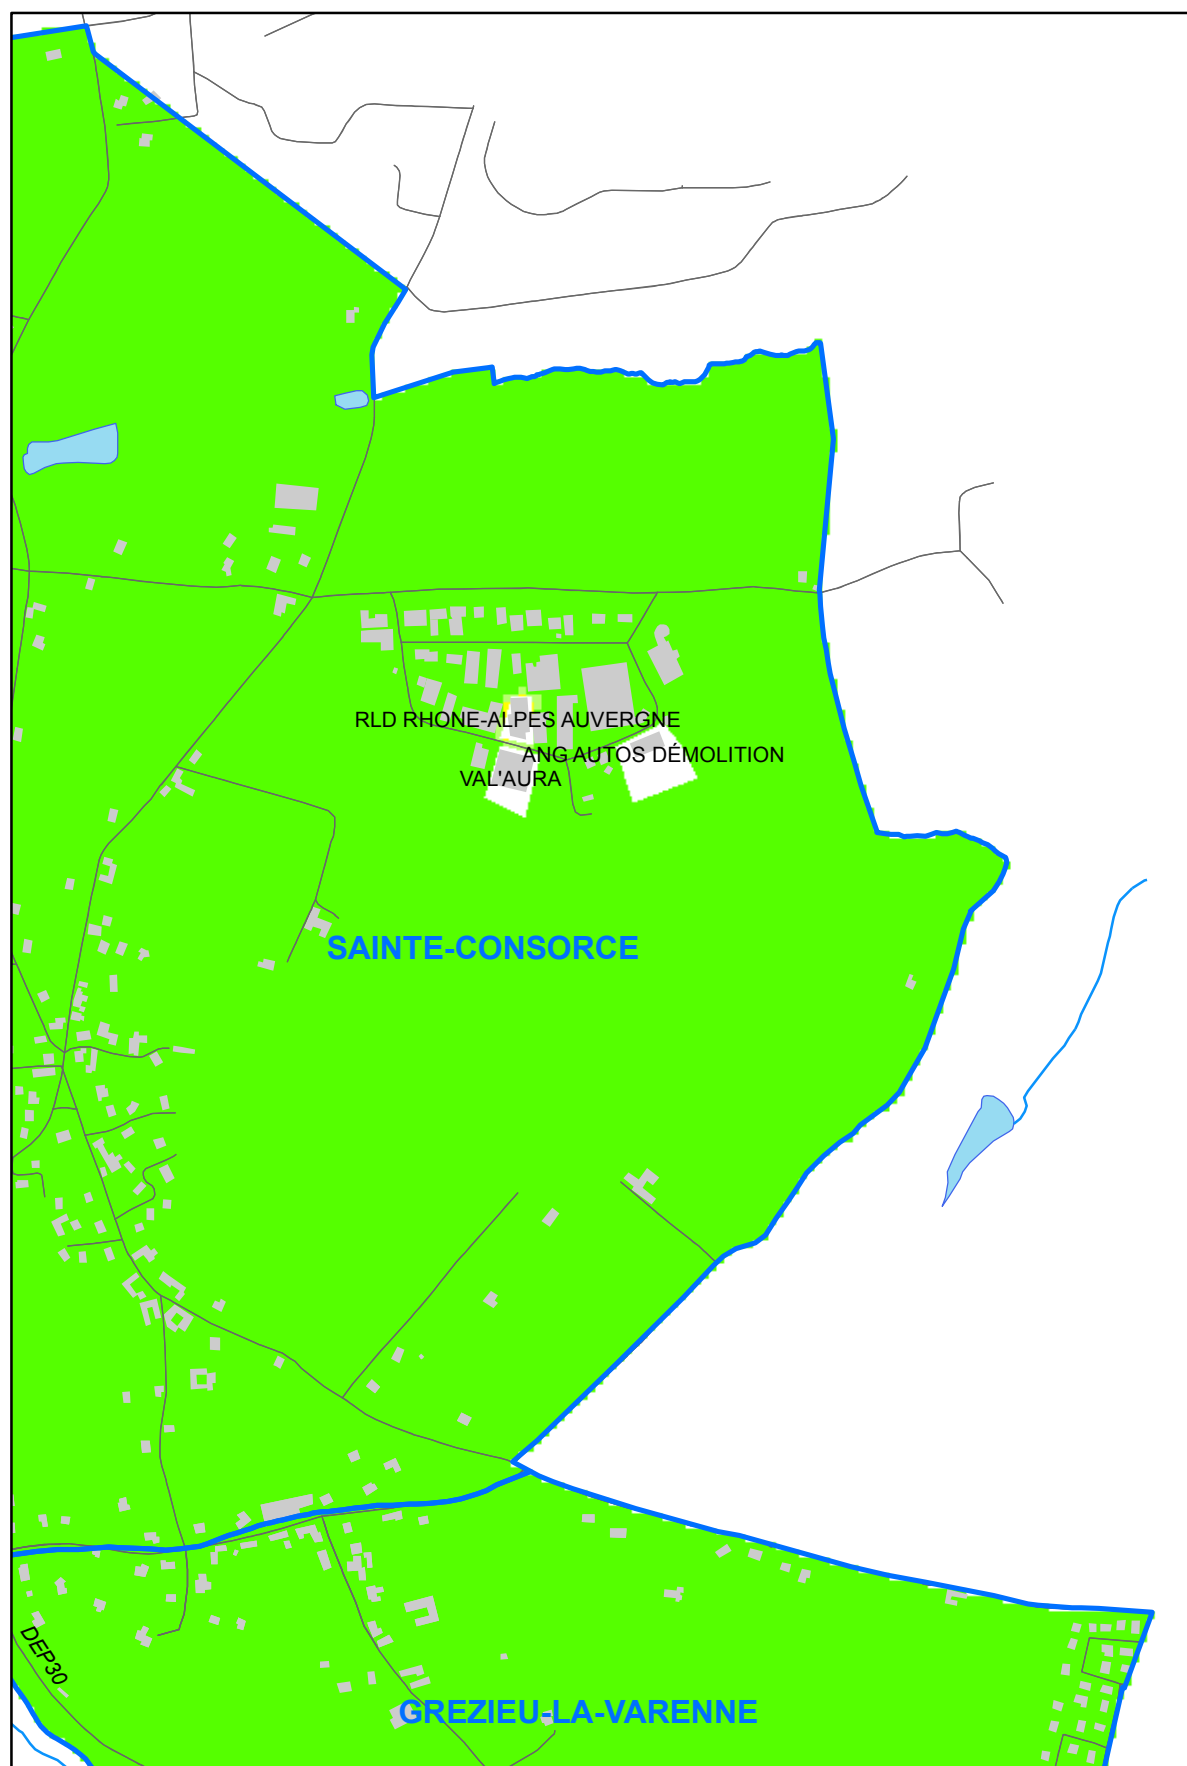 RLD RHONE-ALPES AUVERGNE
ANG AUTOS DÉMOLITION
VAL'AURA
SAINTE-CONSORCE
DEP30
GREZIEU-LA-VARENNE